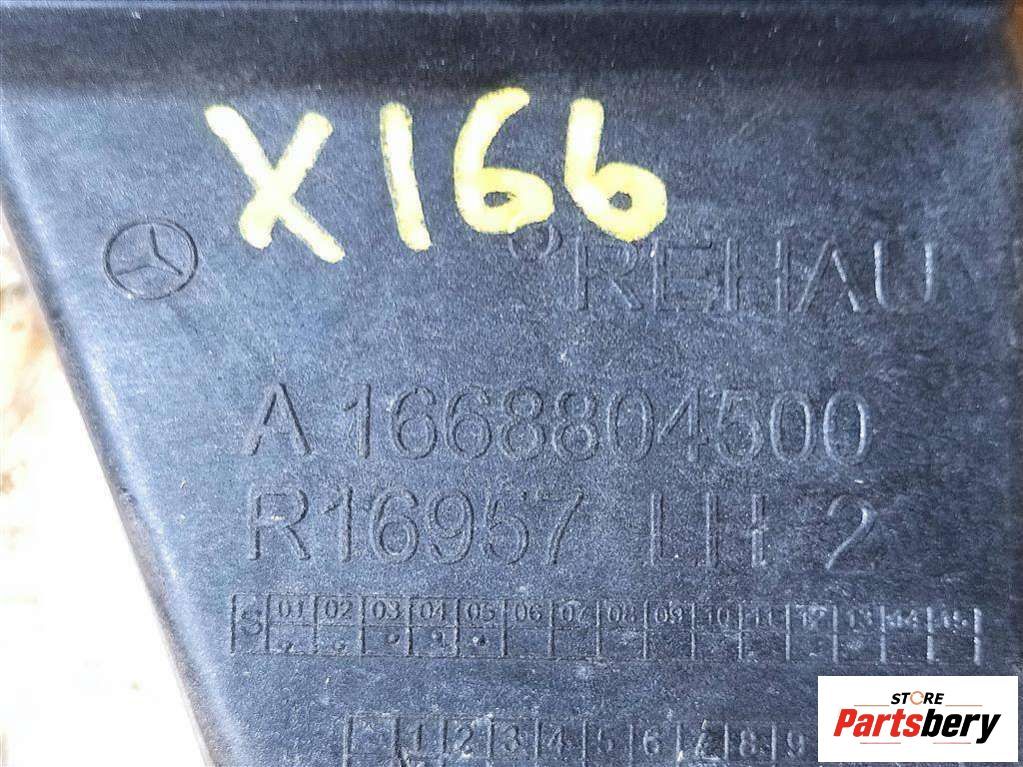 X166
REHAU
A 1668804500
R16957 LH 2
S 01 02 03 04 05 06 07 08 09 10 11 12 13 14 15
1 2 3 4 5 6 7 8 9
STORE
Partsbery